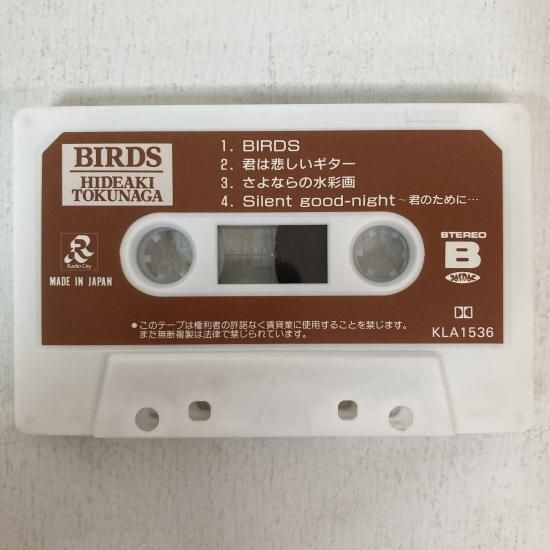 BIRDS
HIDEAKI
TOKUNAGA
1. BIRDS
2. 君は悲しいギター
3. さよならの水彩画
4. Silent good-night～君のために…
R
Radio City
MADE IN JAPAN
STEREO
B
JASRAC
●このテープは権利者の許諾なく賃貸業に使用することを禁じます。
また無断複製は法律で禁じられています。
KLA1536